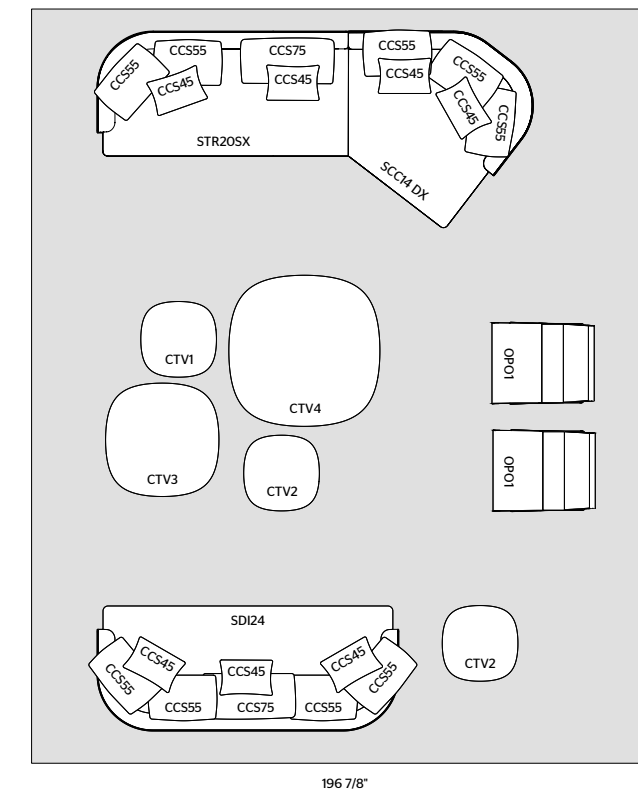 CCS55
CCS55
CCS45
CCS75
CCS45
CCS55
CCS45
CCS55
CCS45
CCS55
STR20SX
SCC14 DX
CTV1
CTV4
OPO1
CTV3
CTV2
OPO1
SDI24
CCS55
CCS45
CCS45
CCS45
CCS55
CTV2
CCS55
CCS75
CCS55
196 7/8"